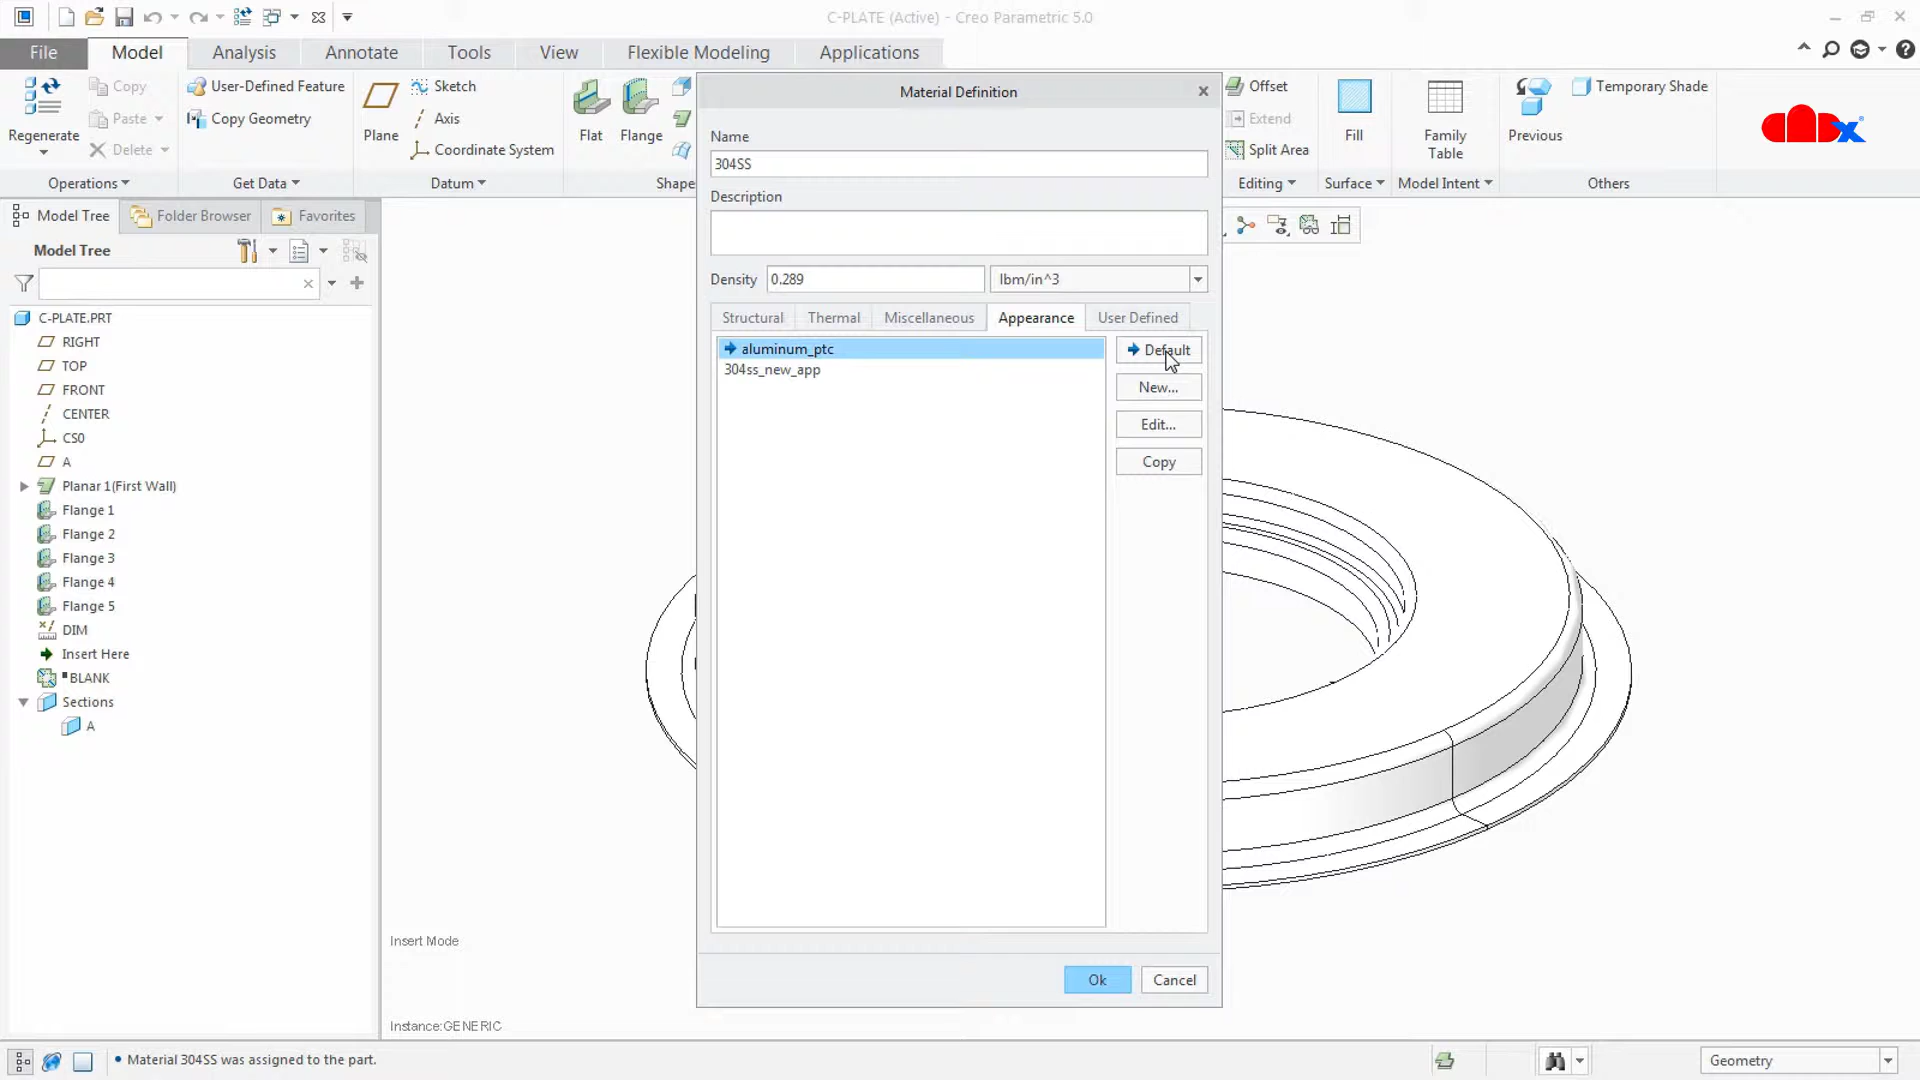 C-PLATE (Active) - Creo Parametric 5.0
File Model Analysis Annotate Tools View Flexible Modeling Applications
Regenerate
Copy
Paste
Delete
Operations
User-Defined Feature
Copy Geometry
Get Data
Plane
Sketch
Axis
Coordinate System
Datum
Flat
Flange
Shape
Offset
Extend
Split Area
Editing
Fill
Surface
Family
Table
Model Intent
Previous
Temporary Shade
Others
Model Tree Folder Browser Favorites
Model Tree
C-PLATE.PRT
RIGHT
TOP
FRONT
CENTER
CS0
A
Planar 1(First Wall)
Flange 1
Flange 2
Flange 3
Flange 4
Flange 5
DIM
Insert Here
BLANK
Sections
A
Material Definition
Name
304SS
Description
Density 0.289 lbm/in^3
Structural Thermal Miscellaneous Appearance User Defined
aluminum_ptc
304ss_new_app
Default
New...
Edit...
Copy
Ok Cancel
Insert Mode
Instance:GENERIC
• Material 304SS was assigned to the part.
Geometry